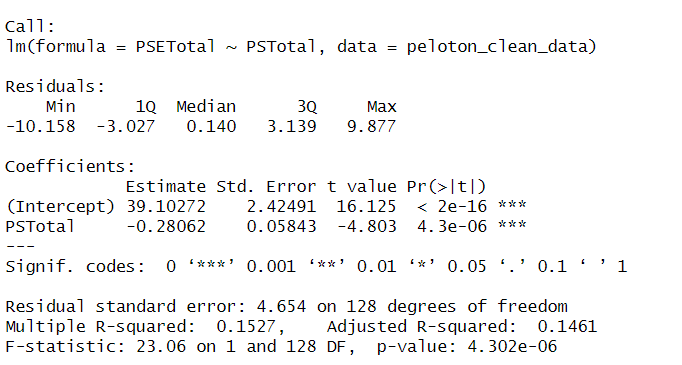 Call:
lm(formula = PSETotal ~ PSTotal, data = peloton_clean_data)
Residuals:
Min 1Q Median 3Q Max
-10.158 -3.027 0.140 3.139 9.877
Coefficients:
Estimate Std. Error t value Pr(>|t|)
(Intercept) 39.10272 2.42491 16.125 < 2e-16 ***
PSTotal -0.28062 0.05843 -4.803 4.3e-06 ***
---
Signif. codes: 0 ‘***’ 0.001 ‘**’ 0.01 ‘*’ 0.05 ‘.’ 0.1 ‘ ’ 1
Residual standard error: 4.654 on 128 degrees of freedom
Multiple R-squared: 0.1527, Adjusted R-squared: 0.1461
F-statistic: 23.06 on 1 and 128 DF, p-value: 4.302e-06